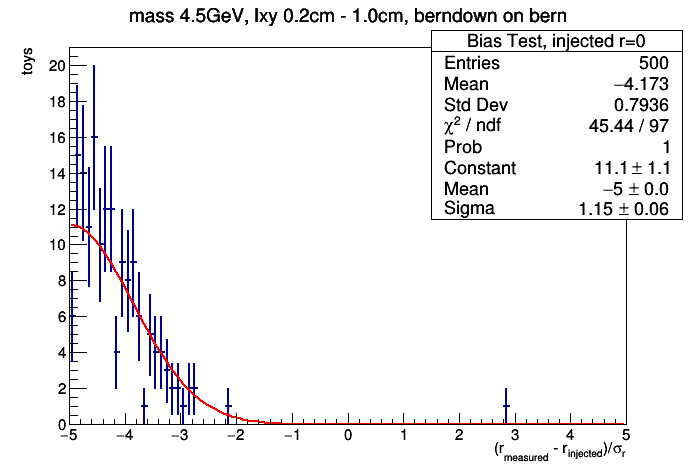 mass 4.5GeV, lxy 0.2cm - 1.0cm, berndown on bern
Bias Test, injected r=0
Entries 500
Mean −4.173
Std Dev 0.7936
χ² / ndf 45.44 / 97
Prob 1
Constant 11.1 ± 1.1
Mean −5 ± 0.0
Sigma 1.15 ± 0.06
toys
20
18
16
14
12
10
8
6
4
2
0
−5 −4 −3 −2 −1 0 1 2 3 4 5
(r_measured - r_injected)/σ_r